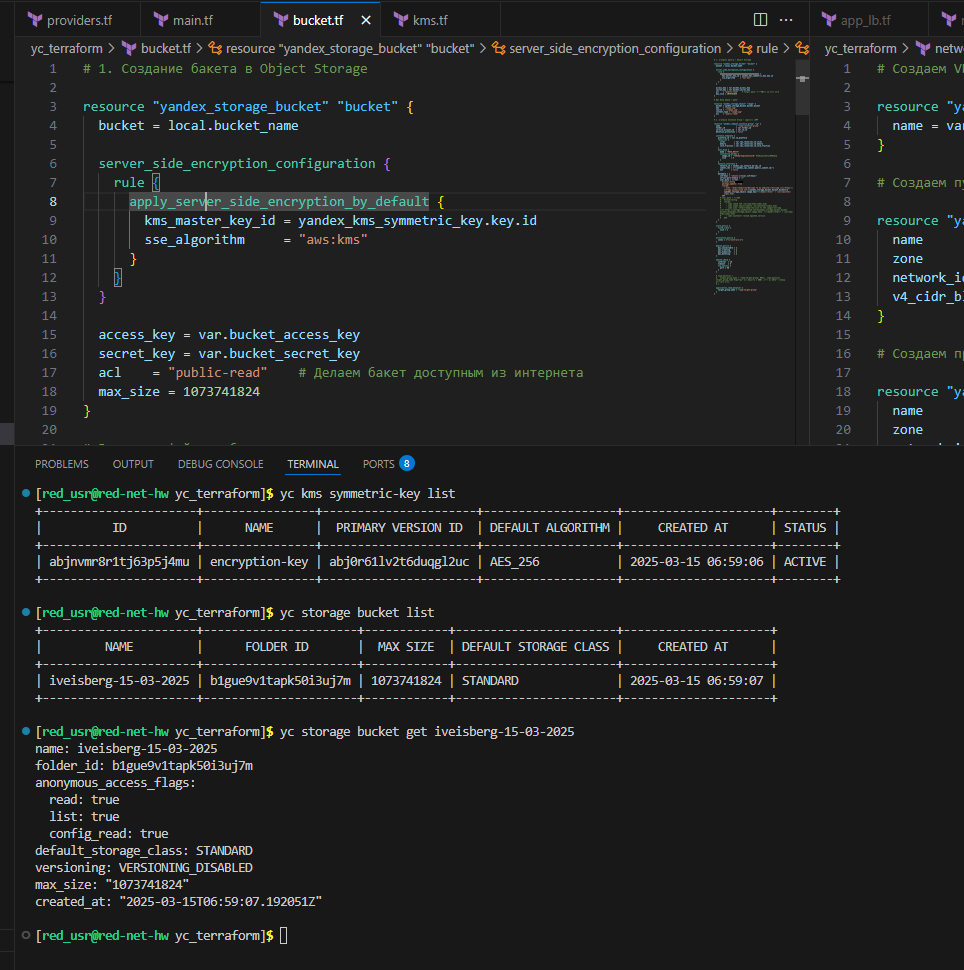 providers.tf main.tf bucket.tf kms.tf
yc_terraform > bucket.tf > resource "yandex_storage_bucket" "bucket" > server_side_encryption_configuration > rule >
1 # 1. Создание бакета в Object Storage
2
3 resource "yandex_storage_bucket" "bucket" {
4 bucket = local.bucket_name
5
6 server_side_encryption_configuration {
7 rule {
8 apply_server_side_encryption_by_default {
9 kms_master_key_id = yandex_kms_symmetric_key.key.id
10 sse_algorithm     = "aws:kms"
11 }
12 }
13 }
14
15 access_key = var.bucket_access_key
16 secret_key = var.bucket_secret_key
17 acl    = "public-read"    # Делаем бакет доступным из интернета
18 max_size = 1073741824
19 }
20
app_lb.tf
yc_terraform >
1 # Создаем
2
3 resource
4 name =
5 }
6
7 # Создаем
8
9 resource
10 name
11 zone
12
13
14 }
15
16 # Создаем
17
18 resource
19 name
20 zone
PROBLEMS OUTPUT DEBUG CONSOLE TERMINAL PORTS 8
[red_usr@red-net-hw yc_terraform]$ yc kms symmetric-key list
+----------------------+----------------+----------------------+-------------------+---------------------+--------+
| ID | NAME | PRIMARY VERSION ID | DEFAULT ALGORITHM | CREATED AT | STATUS |
+----------------------+----------------+----------------------+-------------------+---------------------+--------+
| abjnvmr8r1tj63p5j4mu | encryption-key | abj0r61lv2t6duqgl2uc | AES_256 | 2025-03-15 06:59:06 | ACTIVE |
+----------------------+----------------+----------------------+-------------------+---------------------+--------+
[red_usr@red-net-hw yc_terraform]$ yc storage bucket list
+----------------------+----------------------+------------+-----------------------+---------------------+
| NAME | FOLDER ID | MAX SIZE | DEFAULT STORAGE CLASS | CREATED AT |
+----------------------+----------------------+------------+-----------------------+---------------------+
| iveisberg-15-03-2025 | b1gue9v1tapk50i3uj7m | 1073741824 | STANDARD | 2025-03-15 06:59:07 |
+----------------------+----------------------+------------+-----------------------+---------------------+
[red_usr@red-net-hw yc_terraform]$ yc storage bucket get iveisberg-15-03-2025
name: iveisberg-15-03-2025
folder_id: b1gue9v1tapk50i3uj7m
anonymous_access_flags:
read: true
list: true
config_read: true
default_storage_class: STANDARD
versioning: VERSIONING_DISABLED
max_size: "1073741824"
created_at: "2025-03-15T06:59:07.192051Z"
[red_usr@red-net-hw yc_terraform]$